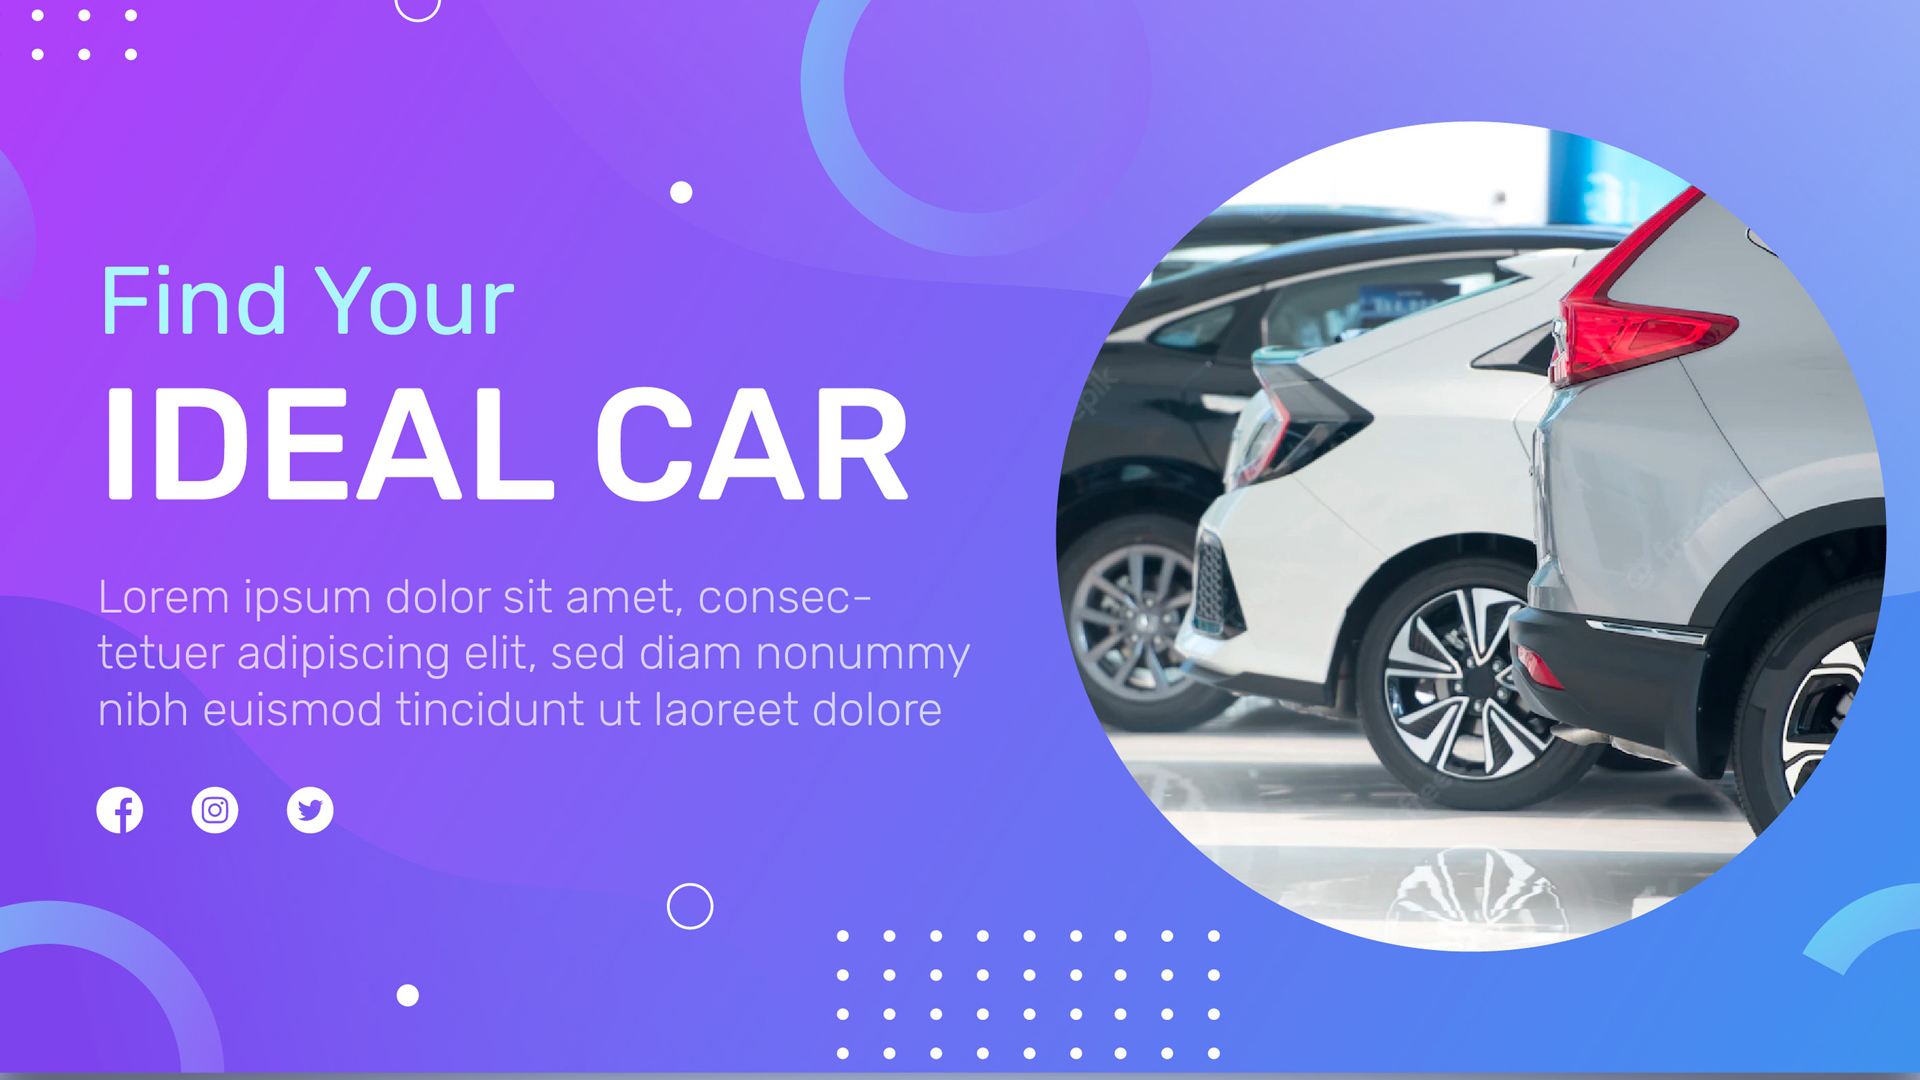 Find Your
IDEAL CAR
Lorem ipsum dolor sit amet, consec-
tetuer adipiscing elit, sed diam nonummy
nibh euismod tincidunt ut laoreet dolore